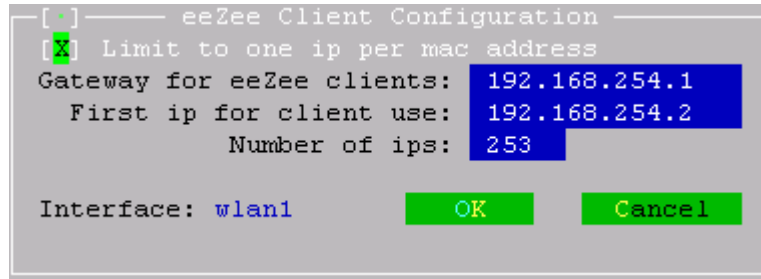 [·] eeZee Client Configuration
[X] Limit to one ip per mac address
Gateway for eeZee clients: 192.168.254.1
First ip for client use: 192.168.254.2
Number of ips: 253
Interface: wlan1 OK Cancel